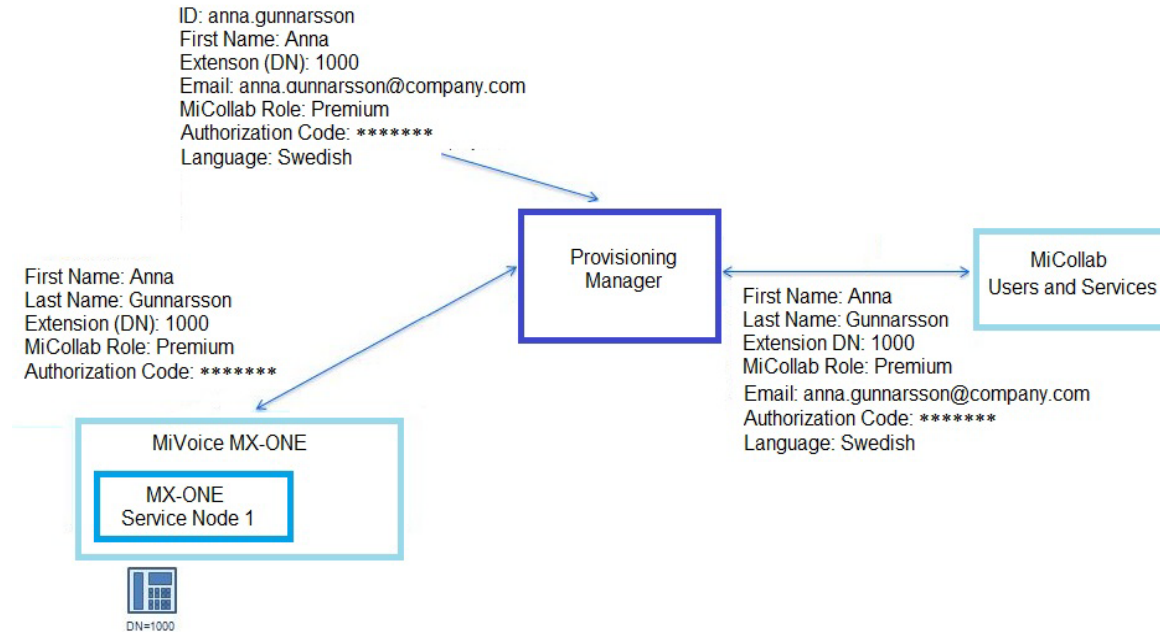 ID: anna.gunnarsson
First Name: Anna
Extenson (DN): 1000
Email: anna.gunnarsson@company.com
MiCollab Role: Premium
Authorization Code: *******
Language: Swedish
Provisioning
Manager
MiCollab
Users and Services
First Name: Anna
Last Name: Gunnarsson
Extension (DN): 1000
MiCollab Role: Premium
Authorization Code: *******
First Name: Anna
Last Name: Gunnarsson
Extension DN: 1000
MiCollab Role: Premium
Email: anna.gunnarsson@company.com
Authorization Code: *******
Language: Swedish
MiVoice MX-ONE
MX-ONE
Service Node 1
DN=1000